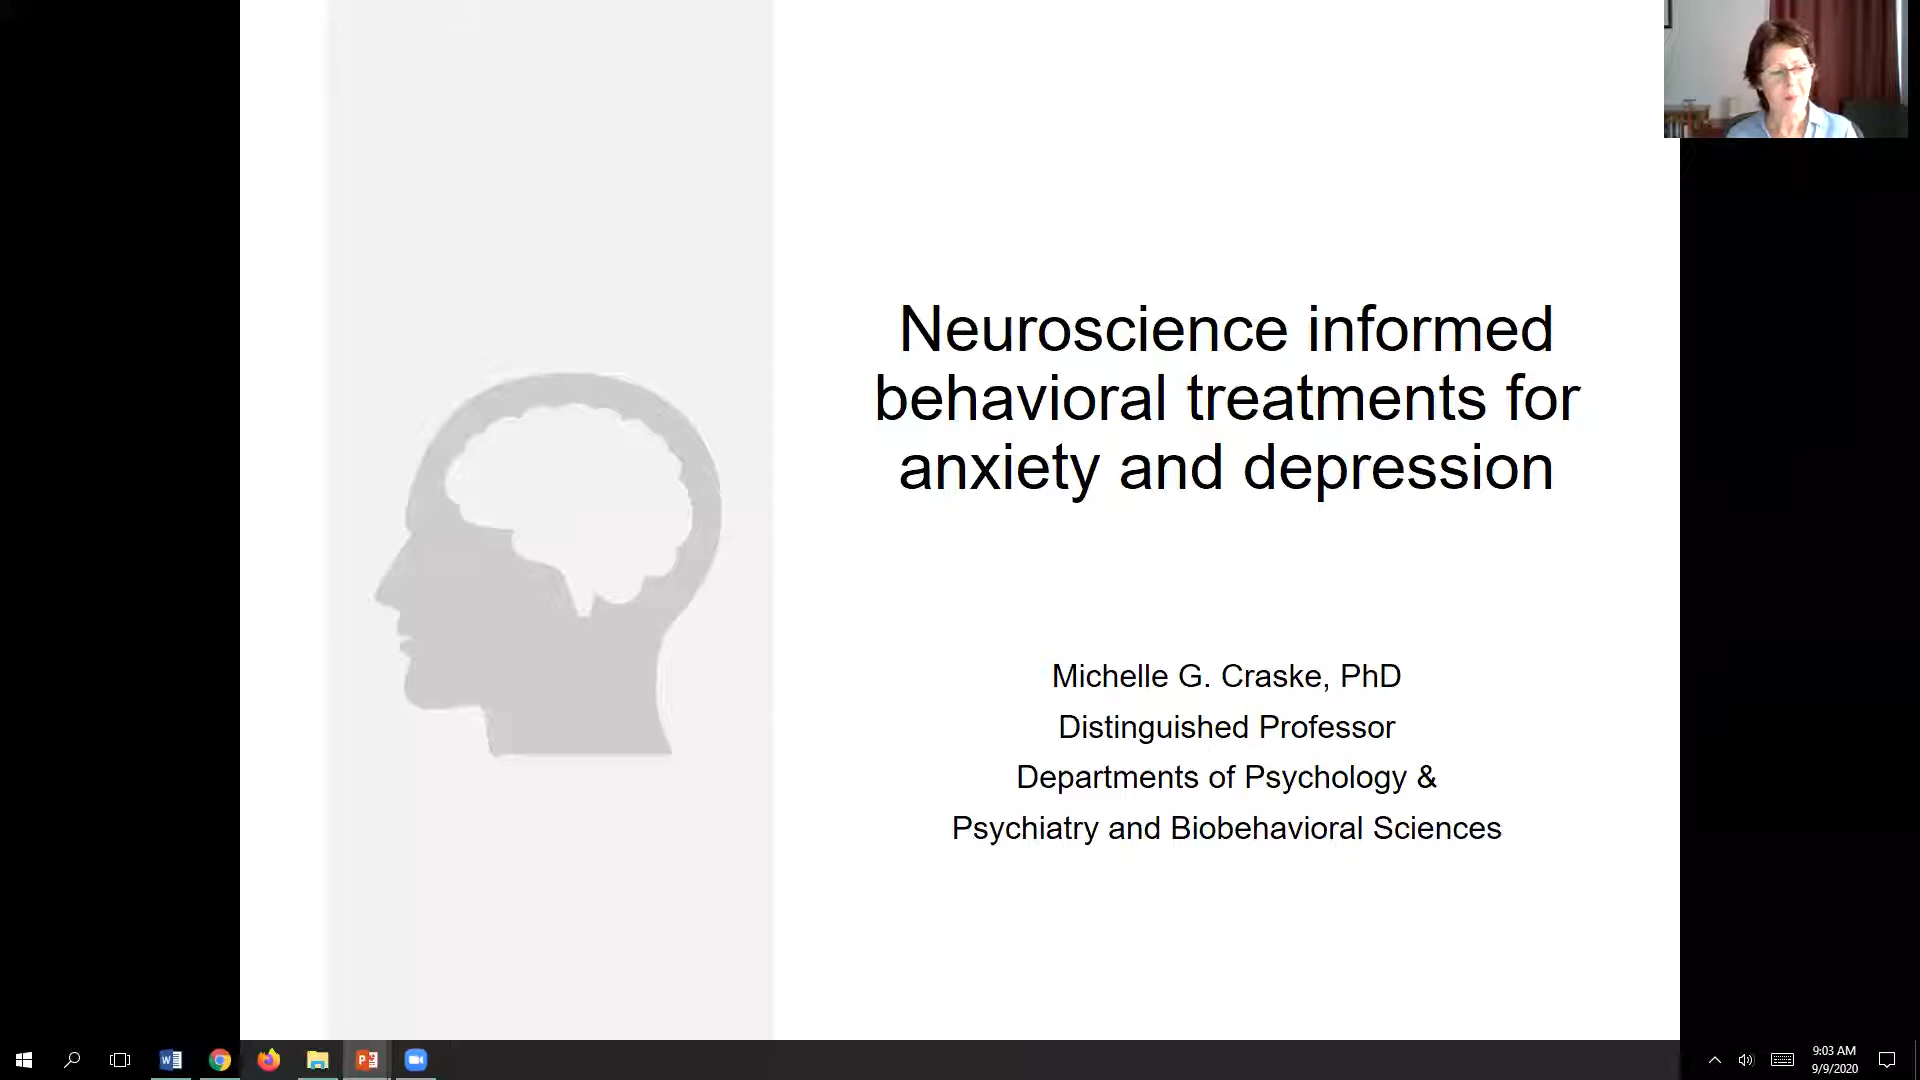 Neuroscience informed
behavioral treatments for
anxiety and depression
Michelle G. Craske, PhD
Distinguished Professor
Departments of Psychology &
Psychiatry and Biobehavioral Sciences
9:03 AM
9/9/2020